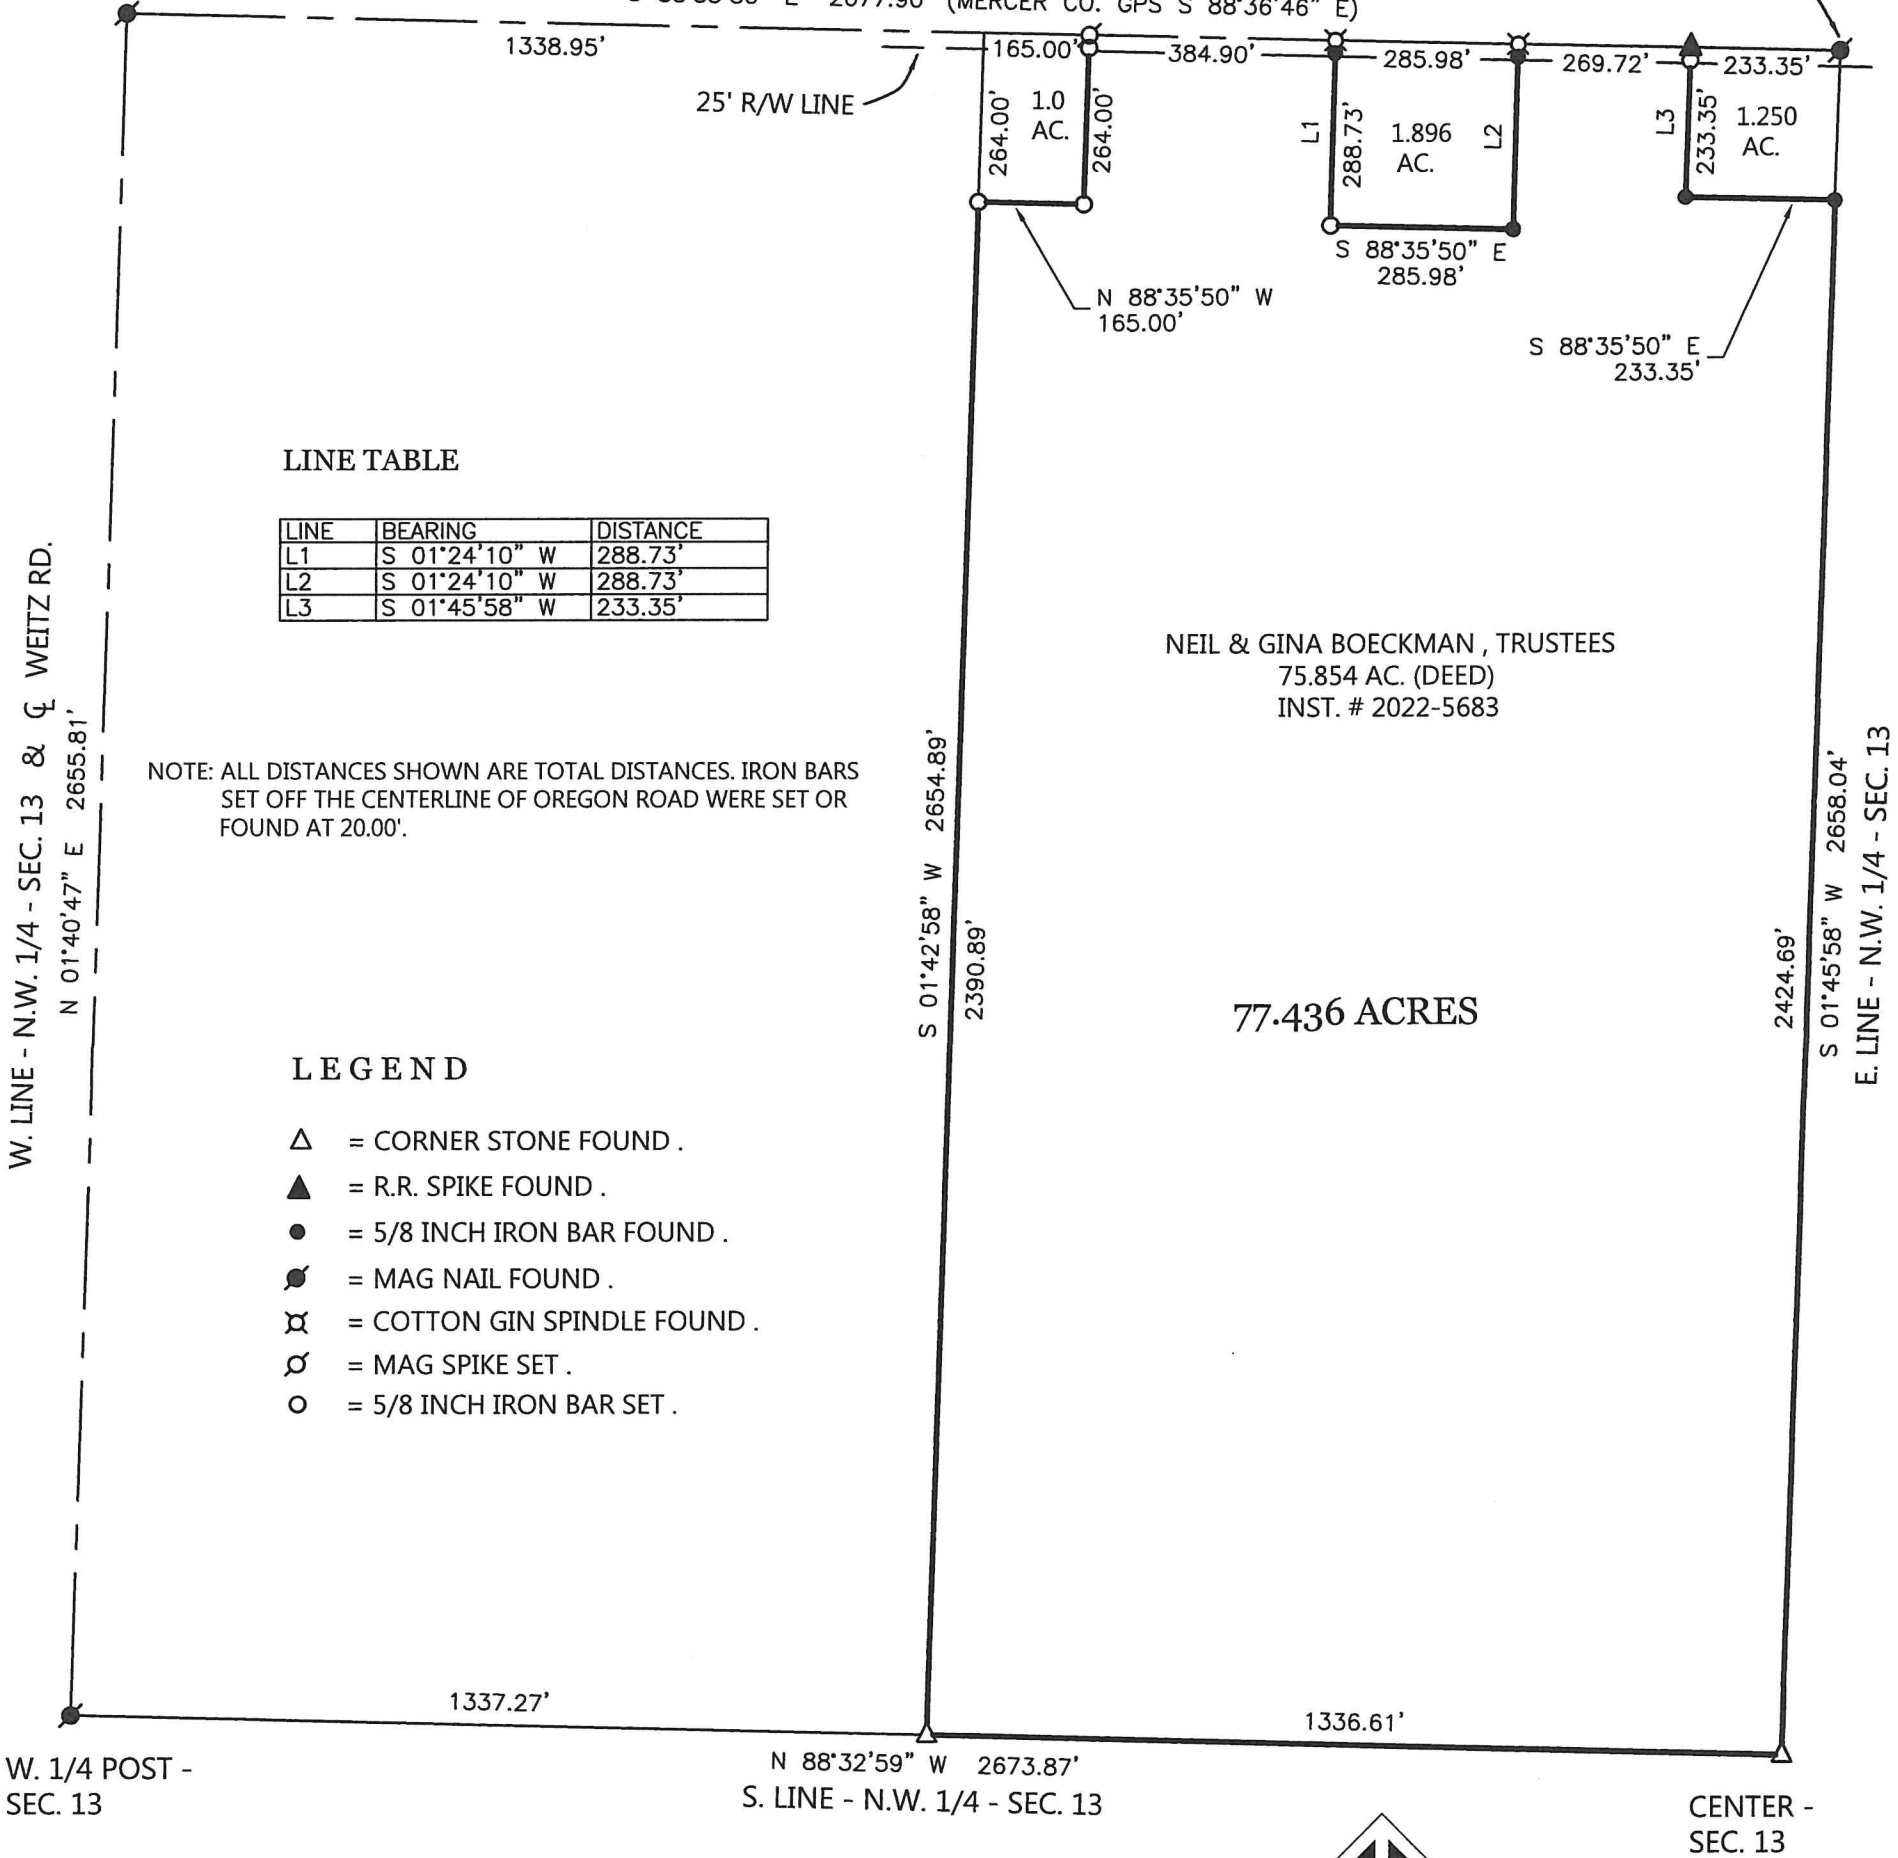 E 2677.90' (MERCER CO. GPS S 88°36'46" E)
1338.95'
165.00'
384.90'
285.98'
269.72'
233.35'
25' R/W LINE
264.00'
1.0
AC.
264.00'
L1
288.73'
1.896
AC.
L2
L3
233.35'
1.250
AC.
S 88°35'50" E
285.98'
N 88°35'50" W
165.00'
S 88°35'50" E
233.35'
LINE TABLE
LINE BEARING DISTANCE
L1 S 01°24'10" W 288.73'
L2 S 01°24'10" W 288.73'
L3 S 01°45'58" W 233.35'
W. LINE - N.W. 1/4 - SEC. 13 & ℄ WEITZ RD.
N 01°40'47" E 2655.81'
NEIL & GINA BOECKMAN , TRUSTEES
75.854 AC. (DEED)
INST. # 2022-5683
NOTE: ALL DISTANCES SHOWN ARE TOTAL DISTANCES. IRON BARS
SET OFF THE CENTERLINE OF OREGON ROAD WERE SET OR
FOUND AT 20.00'.
S 01°42'58" W 2654.89'
2390.89'
77.436 ACRES
2424.69'
S 01°45'58" W 2658.04'
E. LINE - N.W. 1/4 - SEC. 13
LEGEND
= CORNER STONE FOUND .
= R.R. SPIKE FOUND .
= 5/8 INCH IRON BAR FOUND .
= MAG NAIL FOUND .
= COTTON GIN SPINDLE FOUND .
= MAG SPIKE SET .
= 5/8 INCH IRON BAR SET .
1337.27'
1336.61'
N 88°32'59" W 2673.87'
S. LINE - N.W. 1/4 - SEC. 13
W. 1/4 POST -
SEC. 13
CENTER -
SEC. 13